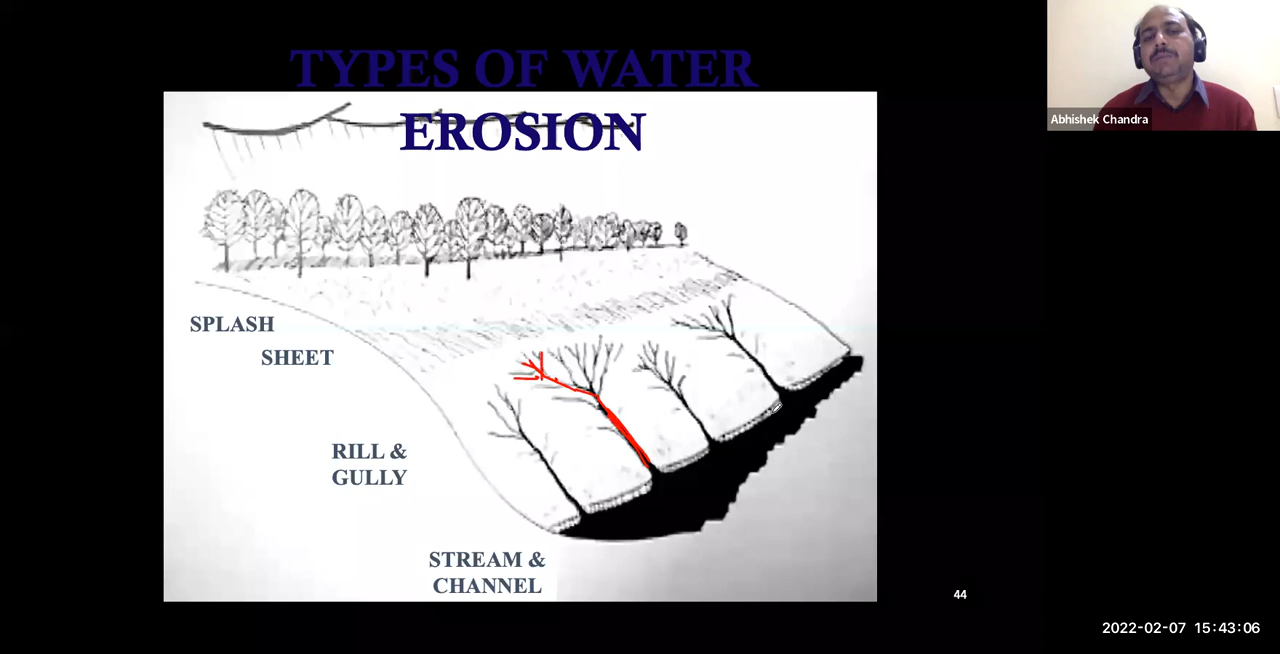 TYPES OF WATER
EROSION
Abhishek Chandra
SPLASH
SHEET
RILL &
GULLY
STREAM &
CHANNEL
44
2022-02-07 15:43:06